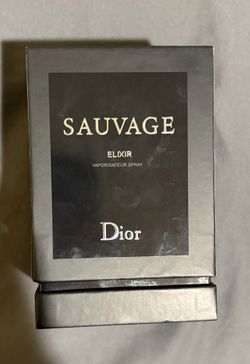 SAUVAGE
ELIXIR
VAPORISATEUR SPRAY
Dior